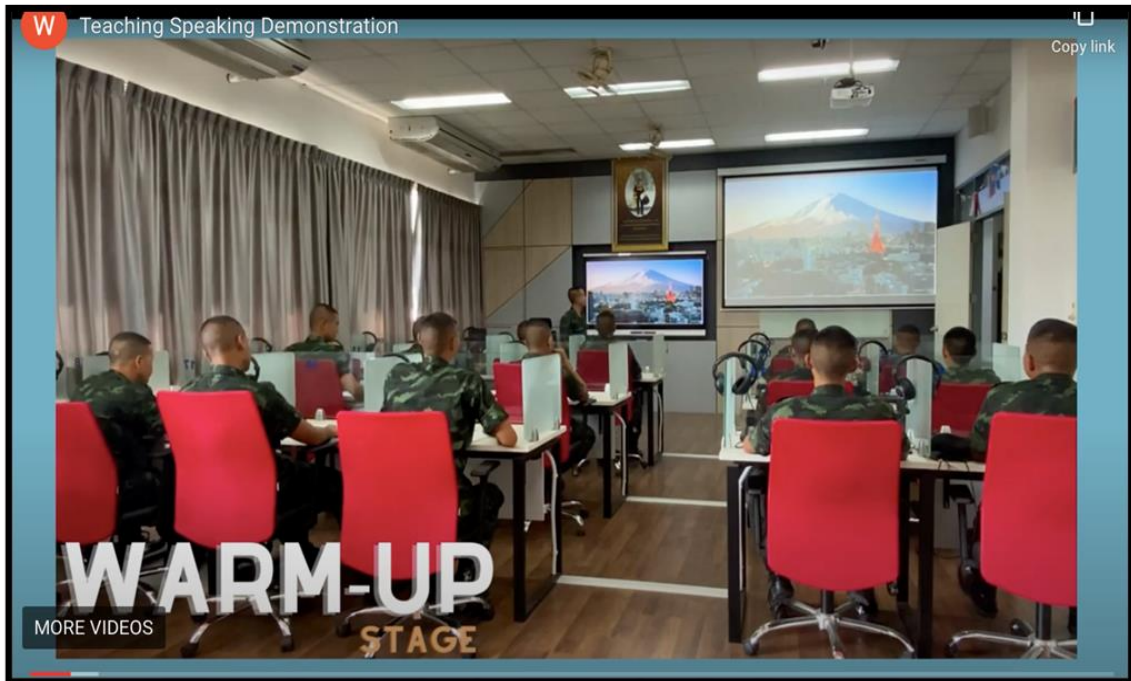 W
Teaching Speaking Demonstration
Copy link
WARM-UP
STAGE
MORE VIDEOS